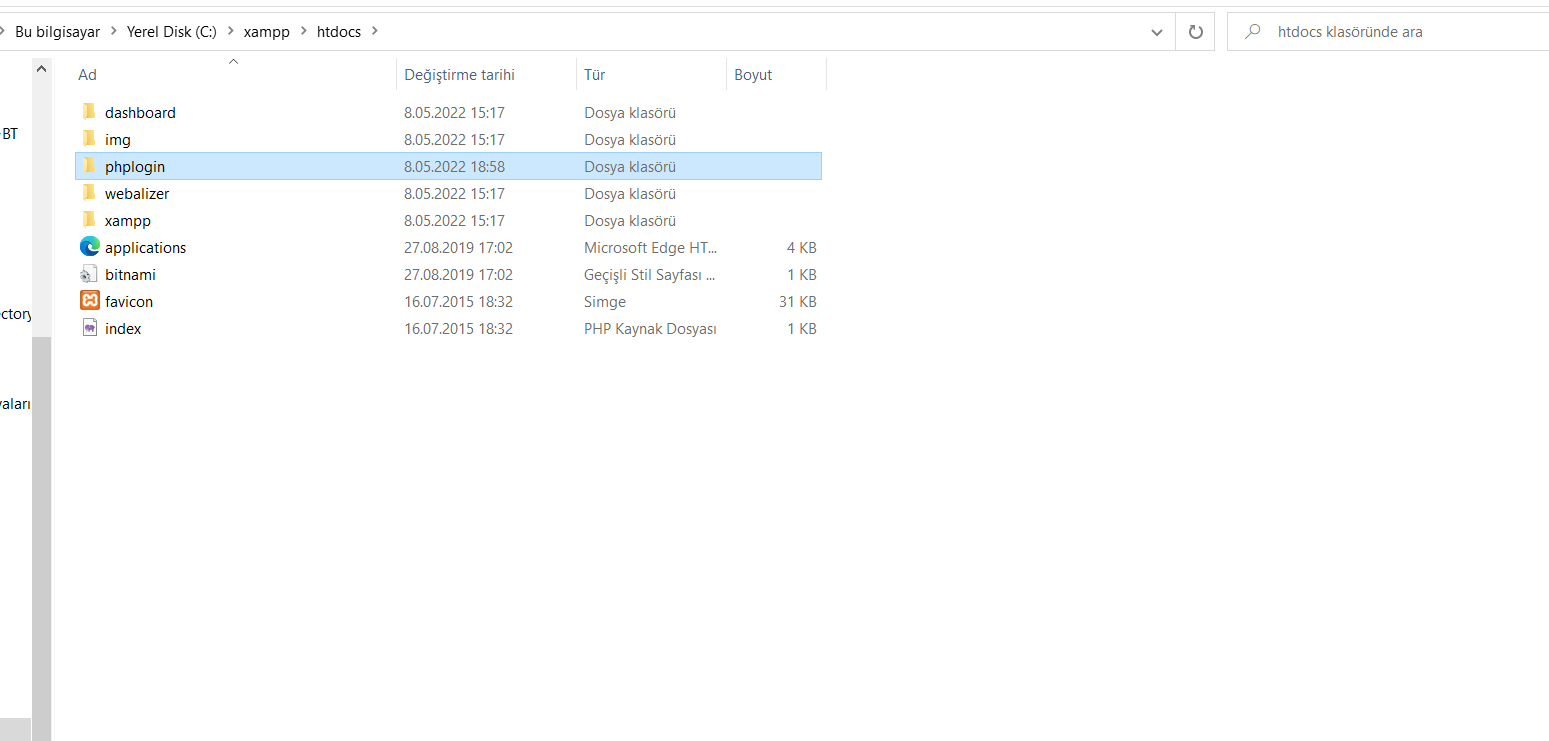 Bu bilgisayar > Yerel Disk (C:) > xampp > htdocs > htdocs klasöründe ara
Ad Değiştirme tarihi Tür Boyut
dashboard 8.05.2022 15:17 Dosya klasörü
BT
img 8.05.2022 15:17 Dosya klasörü
phplogin 8.05.2022 18:58 Dosya klasörü
webalizer 8.05.2022 15:17 Dosya klasörü
xampp 8.05.2022 15:17 Dosya klasörü
applications 27.08.2019 17:02 Microsoft Edge HT... 4 KB
bitnami 27.08.2019 17:02 Geçişli Stil Sayfası ... 1 KB
favicon 16.07.2015 18:32 Simge 31 KB
ectory
index 16.07.2015 18:32 PHP Kaynak Dosyası 1 KB
yaları